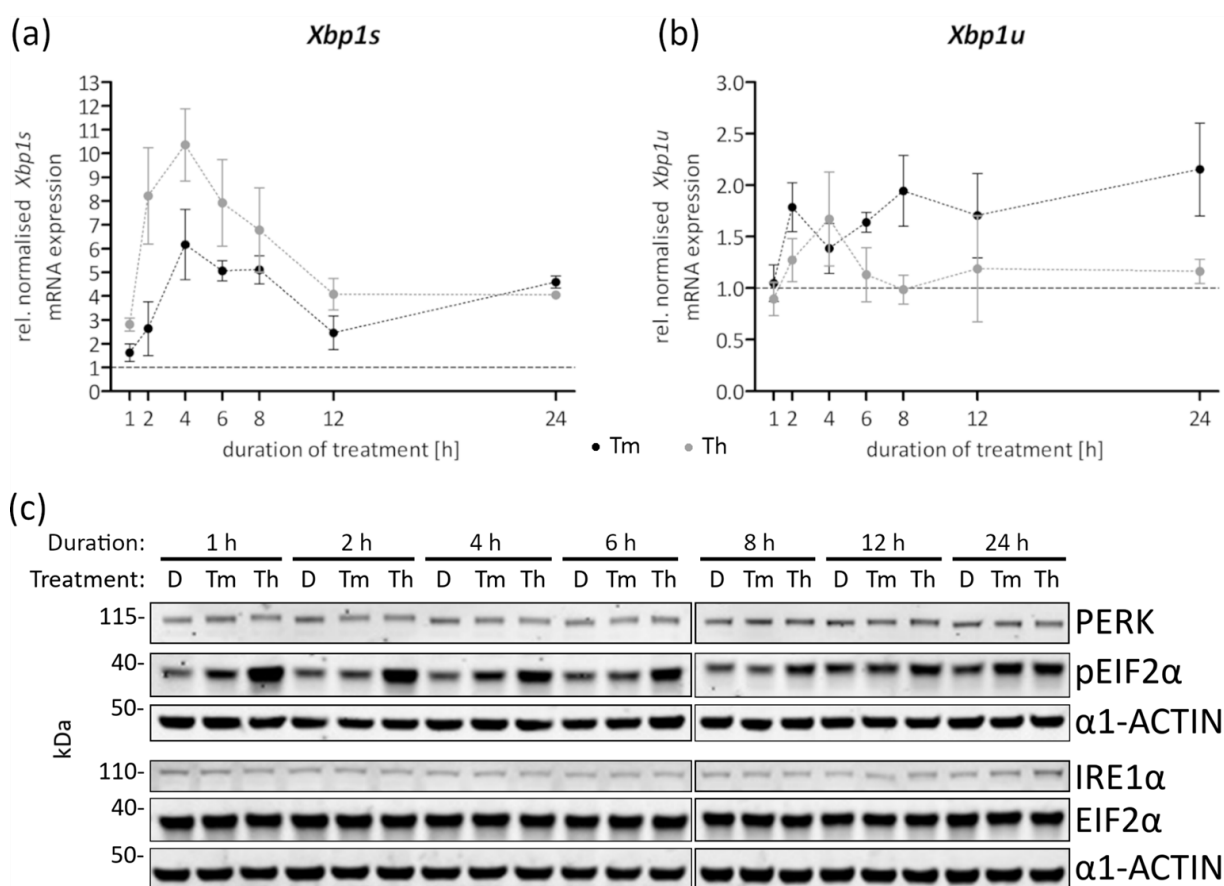 (a)
Xbp1s
rel. normalised Xbp1s
mRNA expression
13
12
11
10
9
8
7
6
5
4
3
2
1
0
1 2 4 6 8 12 24
duration of treatment [h]
(b)
Xbp1u
rel. normalised Xbp1u
mRNA expression
3.0
2.5
2.0
1.5
1.0
0.5
0.0
1 2 4 6 8 12 24
duration of treatment [h]
Tm Th
(c)
Duration: 1 h 2 h 4 h 6 h 8 h 12 h 24 h
Treatment: D Tm Th D Tm Th D Tm Th D Tm Th D Tm Th D Tm Th D Tm Th
115- PERK
40- pEIF2α
50- α1-ACTIN
kDa
110- IRE1α
40- EIF2α
50- α1-ACTIN